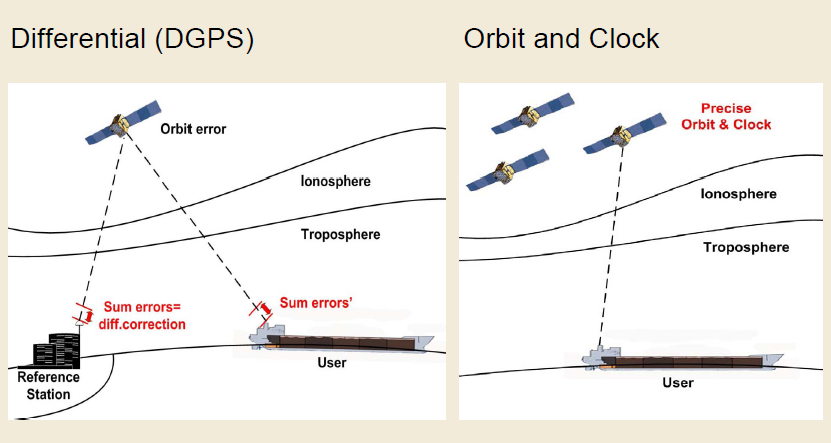 Differential (DGPS)
Orbit and Clock
Orbit error
Ionosphere
Troposphere
Sum errors=
diff.correction
Sum errors’
Reference
Station
User
Precise
Orbit & Clock
Ionosphere
Troposphere
User